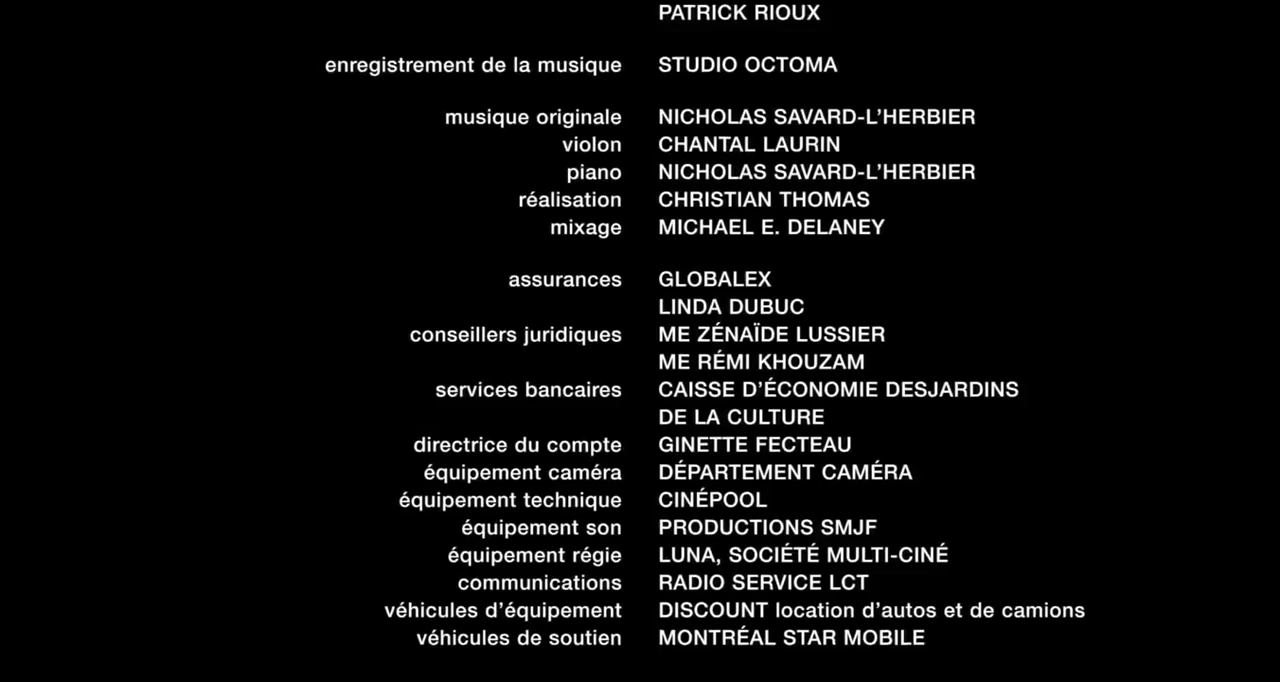 PATRICK RIOUX
enregistrement de la musique STUDIO OCTOMA
musique originale NICHOLAS SAVARD-L'HERBIER
violon CHANTAL LAURIN
piano NICHOLAS SAVARD-L'HERBIER
réalisation CHRISTIAN THOMAS
mixage MICHAEL E. DELANEY
assurances GLOBALEX
LINDA DUBUC
conseillers juridiques ME ZÉNAÏDE LUSSIER
ME RÉMI KHOUZAM
services bancaires CAISSE D'ÉCONOMIE DESJARDINS
DE LA CULTURE
directrice du compte GINETTE FECTEAU
équipement caméra DÉPARTEMENT CAMÉRA
équipement technique CINÉPOOL
équipement son PRODUCTIONS SMJF
équipement régie LUNA, SOCIÉTÉ MULTI-CINÉ
communications RADIO SERVICE LCT
véhicules d'équipement DISCOUNT location d'autos et de camions
véhicules de soutien MONTRÉAL STAR MOBILE